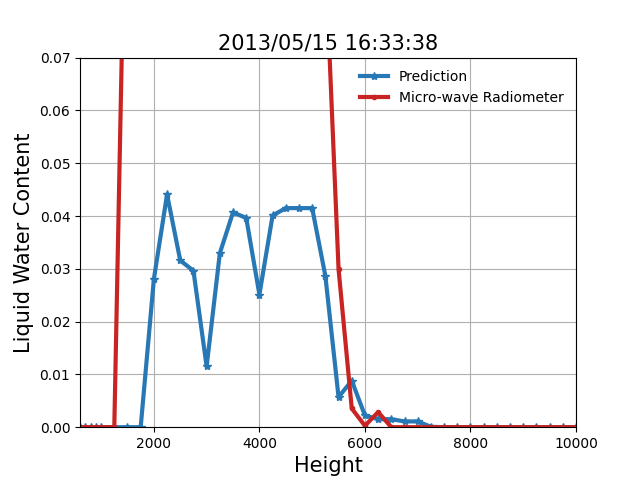 2013/05/15 16:33:38
Prediction
Micro-wave Radiometer
Liquid Water Content
0.07
0.06
0.05
0.04
0.03
0.02
0.01
0.00
2000 4000 6000 8000 10000
Height